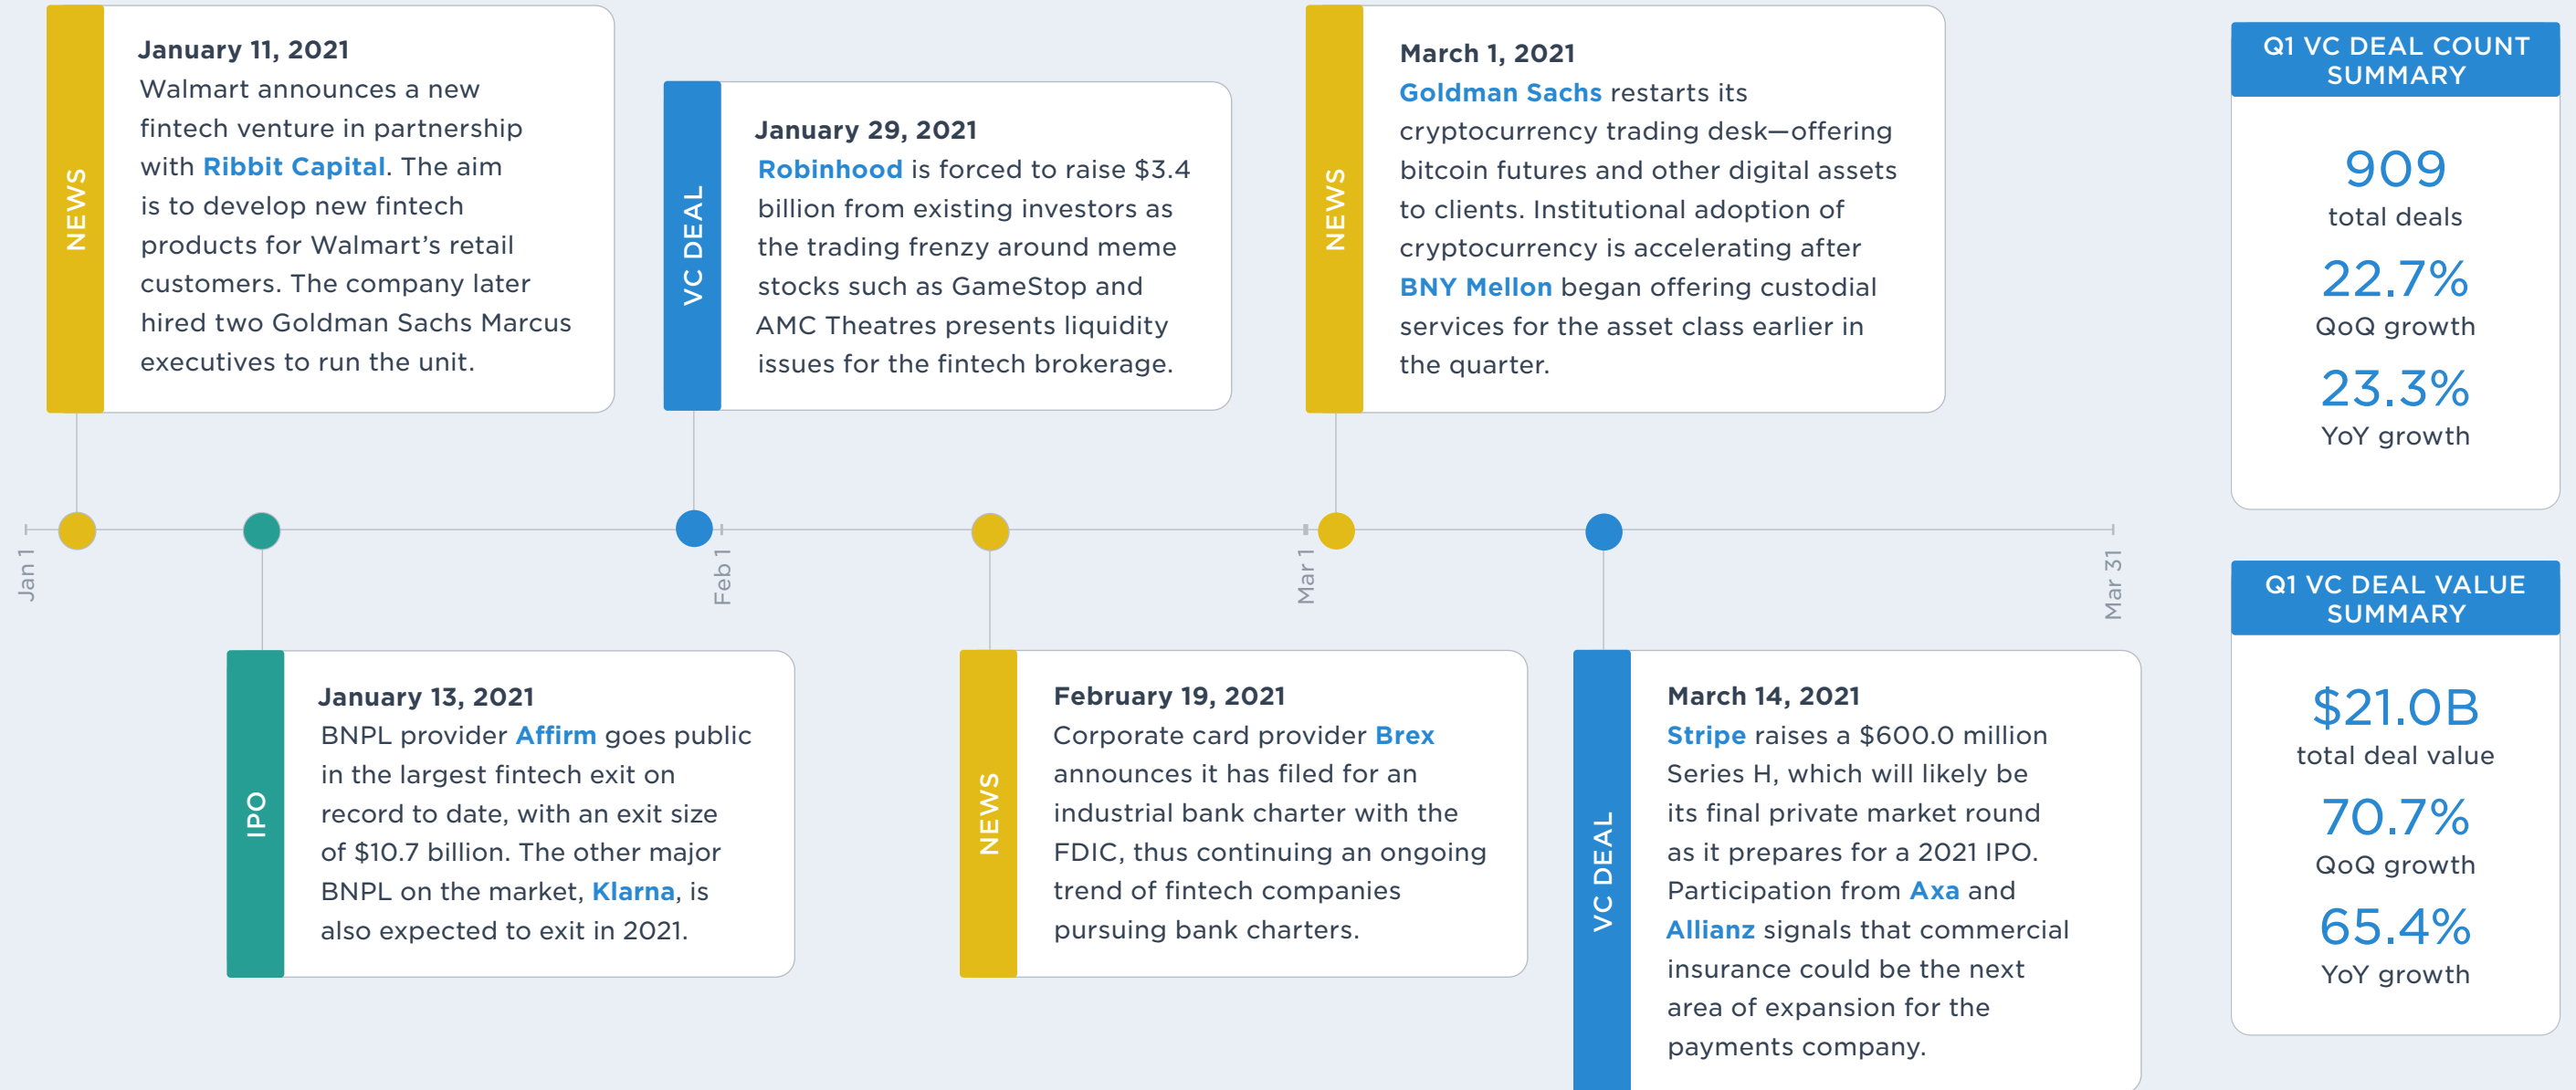 NEWS
January 11, 2021
Walmart announces a new
fintech venture in partnership
with Ribbit Capital. The aim
is to develop new fintech
products for Walmart’s retail
customers. The company later
hired two Goldman Sachs Marcus
executives to run the unit.
VC DEAL
January 29, 2021
Robinhood is forced to raise $3.4
billion from existing investors as
the trading frenzy around meme
stocks such as GameStop and
AMC Theatres presents liquidity
issues for the fintech brokerage.
NEWS
March 1, 2021
Goldman Sachs restarts its
cryptocurrency trading desk—offering
bitcoin futures and other digital assets
to clients. Institutional adoption of
cryptocurrency is accelerating after
BNY Mellon began offering custodial
services for the asset class earlier in
the quarter.
Q1 VC DEAL COUNT
SUMMARY
909
total deals
22.7%
QoQ growth
23.3%
YoY growth
Jan 1
Feb 1
Mar 1
Mar 31
IPO
January 13, 2021
BNPL provider Affirm goes public
in the largest fintech exit on
record to date, with an exit size
of $10.7 billion. The other major
BNPL on the market, Klarna, is
also expected to exit in 2021.
NEWS
February 19, 2021
Corporate card provider Brex
announces it has filed for an
industrial bank charter with the
FDIC, thus continuing an ongoing
trend of fintech companies
pursuing bank charters.
VC DEAL
March 14, 2021
Stripe raises a $600.0 million
Series H, which will likely be
its final private market round
as it prepares for a 2021 IPO.
Participation from Axa and
Allianz signals that commercial
insurance could be the next
area of expansion for the
payments company.
Q1 VC DEAL VALUE
SUMMARY
$21.0B
total deal value
70.7%
QoQ growth
65.4%
YoY growth